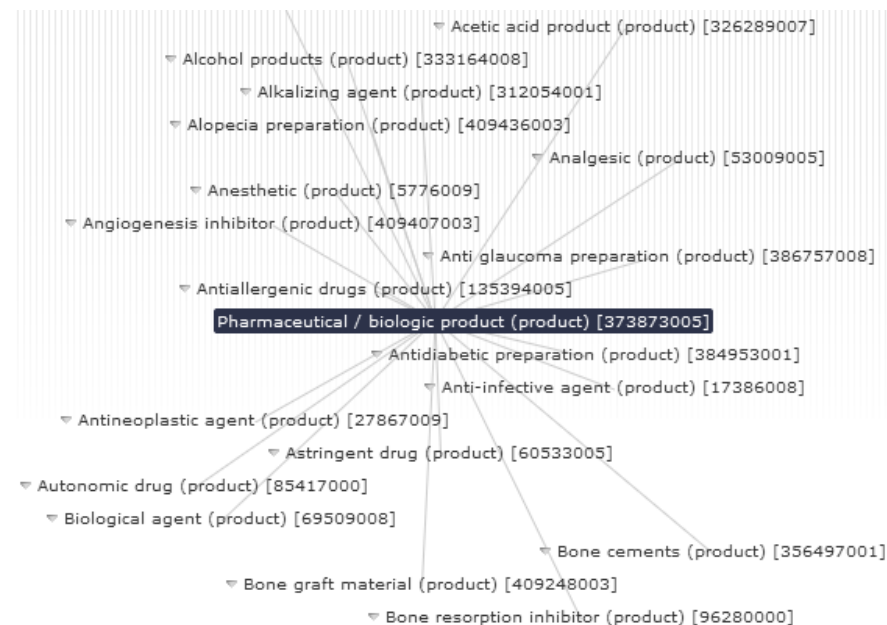 Acetic acid product (product) [326289007]
Alcohol products (product) [333164008]
Alkalizing agent (product) [312054001]
Alopecia preparation (product) [409436003]
Analgesic (product) [53009005]
Anesthetic (product) [5776009]
Angiogenesis inhibitor (product) [409407003]
Anti glaucoma preparation (product) [386757008]
Antiallergenic drugs (product) [135394005]
Pharmaceutical / biologic product (product) [373873005]
Antidiabetic preparation (product) [384953001]
Anti-infective agent (product) [17386008]
Antineoplastic agent (product) [27867009]
Astringent drug (product) [60533005]
Autonomic drug (product) [85417000]
Biological agent (product) [69509008]
Bone cements (product) [356497001]
Bone graft material (product) [409248003]
Bone resorption inhibitor (product) [96280000]